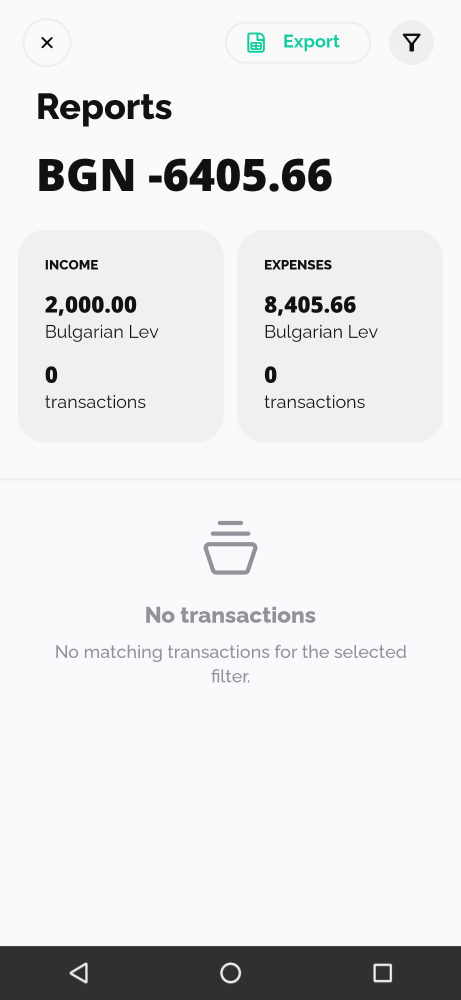 Export
Reports
BGN -6405.66
INCOME
2,000.00
Bulgarian Lev
0
transactions
EXPENSES
8,405.66
Bulgarian Lev
0
transactions
No transactions
No matching transactions for the selected
filter.